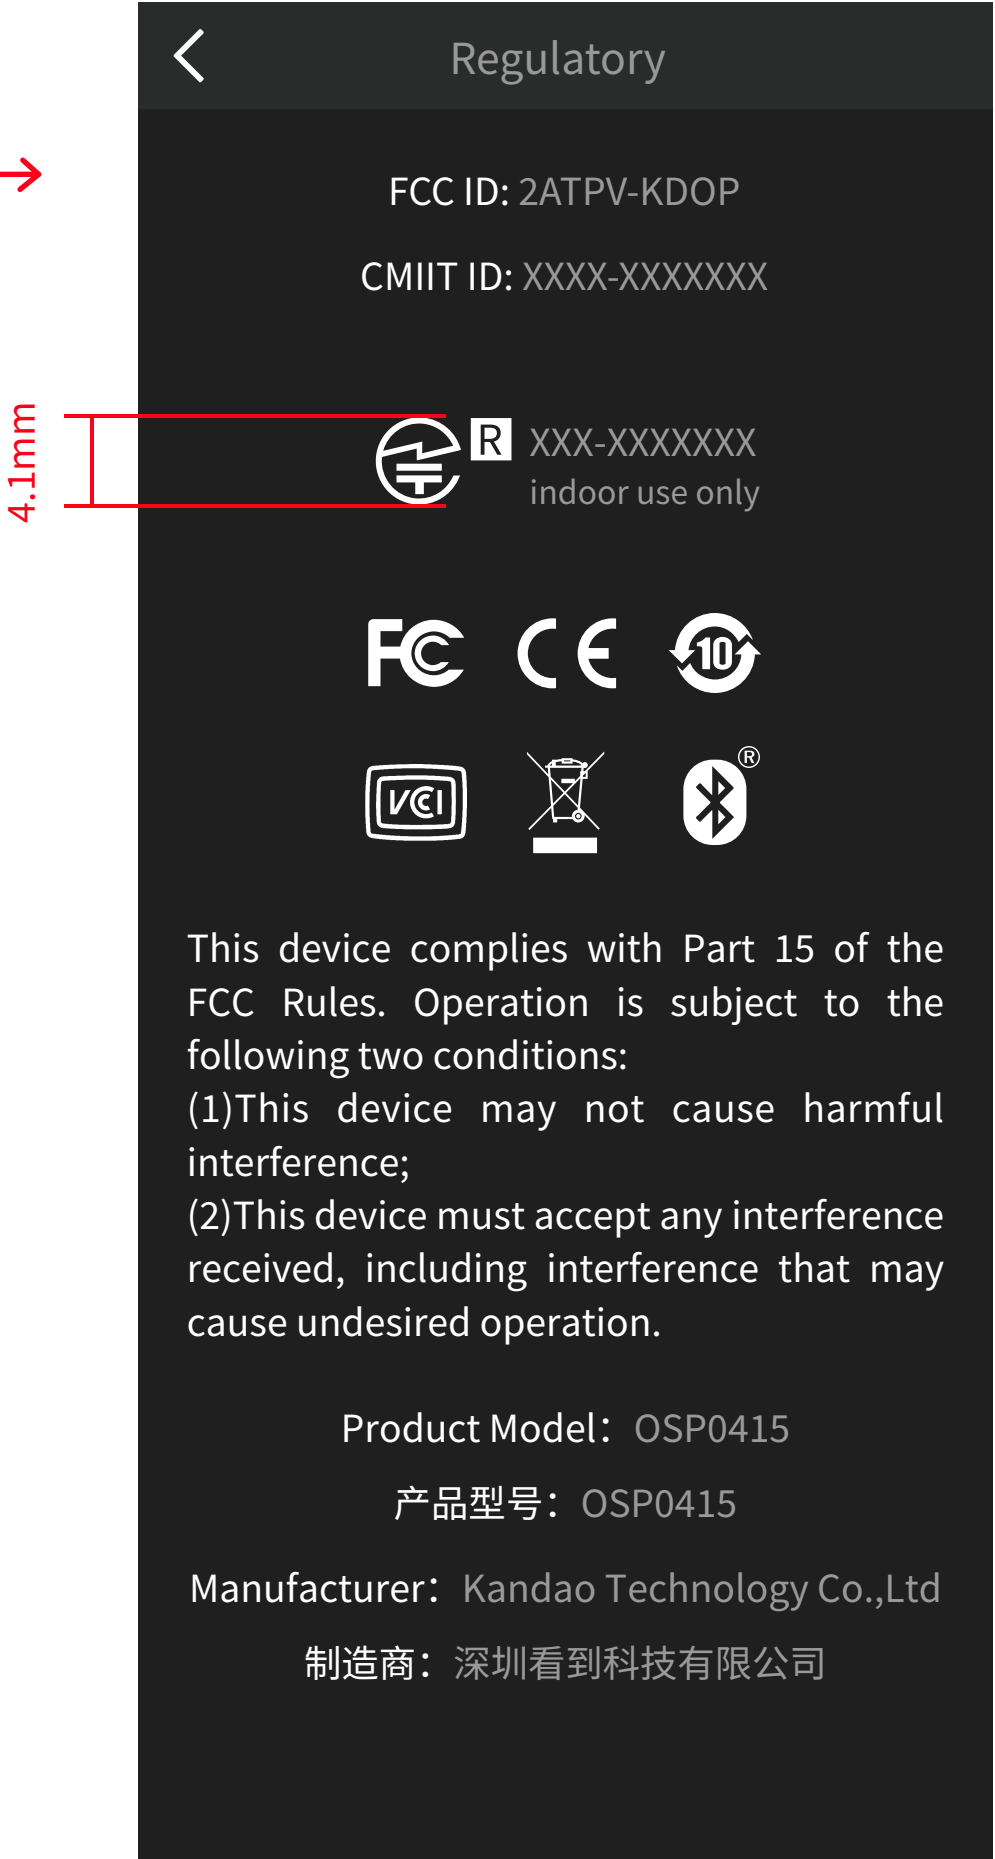 Regulatory
FCC ID: 2ATPV-KDOP
CMIIT ID: XXXX-XXXXXXX
4.1mm
R XXX-XXXXXXX
indoor use only
FC CE 10
VCI ®
This device complies with Part 15 of the
FCC Rules. Operation is subject to the
following two conditions:
(1)This device may not cause harmful
interference;
(2)This device must accept any interference
received, including interference that may
cause undesired operation.
Product Model：OSP0415
产品型号：OSP0415
Manufacturer：Kandao Technology Co.,Ltd
制造商：深圳看到科技有限公司